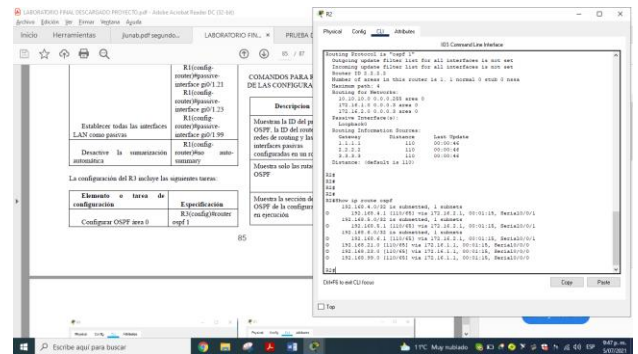 LABORATORIO FINAL DESCARGADO PROYECTO.pdf - Adobe Acrobat Reader DC (32-bit)
Archivo Edición Ver Firmar Ventana Ayuda
Inicio Herramientas LABORATORIO FIN... × PRUEBA
85 / 87
R1(config-
router)#passive-
interface g0/1.21
R1(config-
router)#passive-
interface g0/1.23
R1(config-
Establecer todas las interfaces router)#passive-
LAN como pasivas interface g0/1.99
R1(config-
Desactive la sumarización router)#no auto-
automática summary
La configuración del R3 incluye las siguientes tareas:
Elemento o tarea de
configuración Especificación
R3(config)#router
Configurar OSPF área 0 ospf 1
85
COMANDOS PARA
DE LAS CONFIGURA
Descripcion
Muestran la ID del
OSPF, la ID del
redes de routing y las
interfaces pasivas
configuradas en un
Muestra solo las rutas
OSPF
Muestra la sección de
OSPF de la
en ejecución
R2
Physical Config CLI Attributes
IOS Command Line Interface
Routing Protocol is "ospf 1"
Outgoing update filter list for all interfaces is not set
Incoming update filter list for all interfaces is not set
Router ID 2.2.2.2
Number of areas in this router is 1. 1 normal 0 stub 0 nssa
Maximum path: 4
Routing for Networks:
10.10.10.0 0.0.0.255 area 0
172.16.1.0 0.0.0.3 area 0
172.16.2.0 0.0.0.3 area 0
Passive Interface(s):
Loopback0
Routing Information Sources:
Gateway Distance Last Update
1.1.1.1 110 00:00:46
2.2.2.2 110 00:00:46
3.3.3.3 110 00:00:46
Distance: (default is 110)
R2#
R2#
R2#
R2#show ip route ospf
192.168.4.0/32 is subnetted, 1 subnets
O 192.168.4.1 [110/65] via 172.16.2.1, 00:01:15, Serial0/0/1
192.168.5.0/32 is subnetted, 1 subnets
O 192.168.5.1 [110/65] via 172.16.2.1, 00:01:15, Serial0/0/1
192.168.6.0/32 is subnetted, 1 subnets
O 192.168.6.1 [110/65] via 172.16.2.1, 00:01:15, Serial0/0/1
O 192.168.21.0 [110/65] via 172.16.1.1, 00:01:15, Serial0/0/0
O 192.168.23.0 [110/65] via 172.16.1.1, 00:01:15, Serial0/0/0
O 192.168.99.0 [110/65] via 172.16.1.1, 00:01:15, Serial0/0/0
R2#
Ctrl+F6 to exit CLI focus
Copy Paste
Top
Physical Config CLI Attributes
Physical Config CLI Attributes
Escribe aquí para buscar
11°C Muy nublado
ESP
9:47 p.m.
5/07/2021